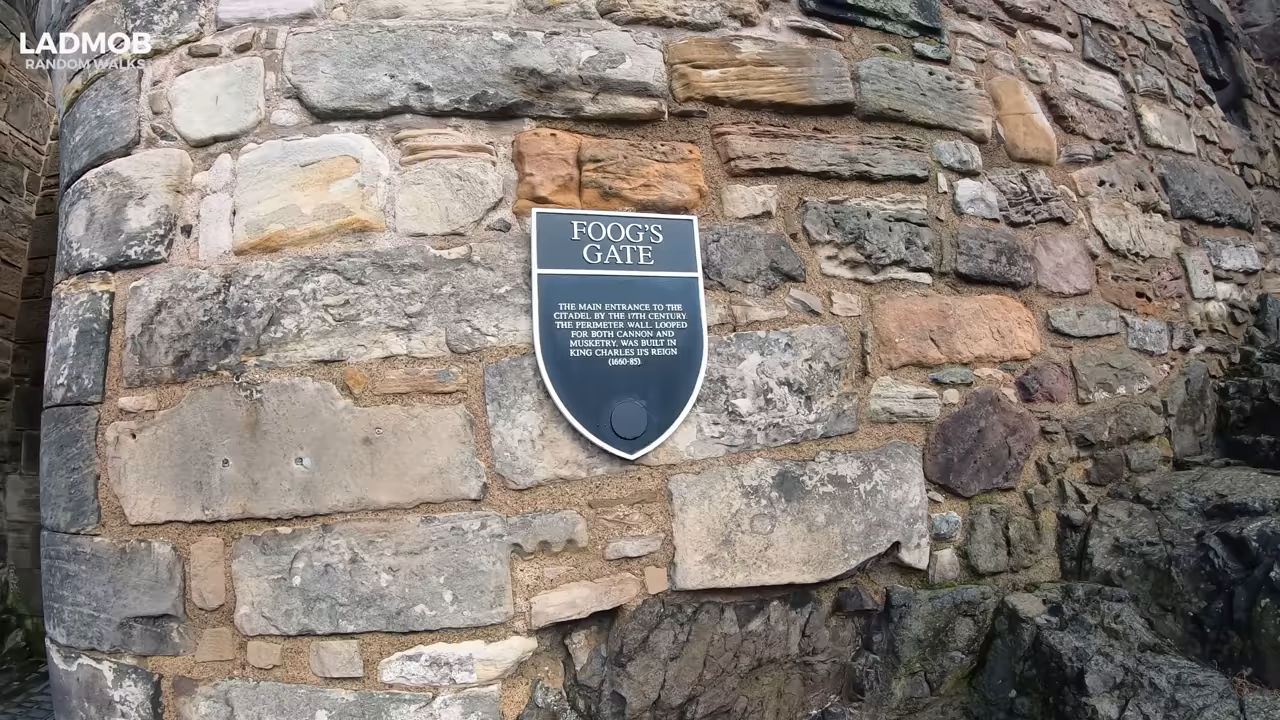 LADMOB
RANDOM WALKS
FOOG'S
GATE
THE MAIN ENTRANCE TO THE
CITADEL BY THE 17TH CENTURY.
THE PERIMETER WALL, LOOPED
FOR BOTH CANNON AND
MUSKETRY, WAS BUILT IN
KING CHARLES II'S REIGN
(1660-85).